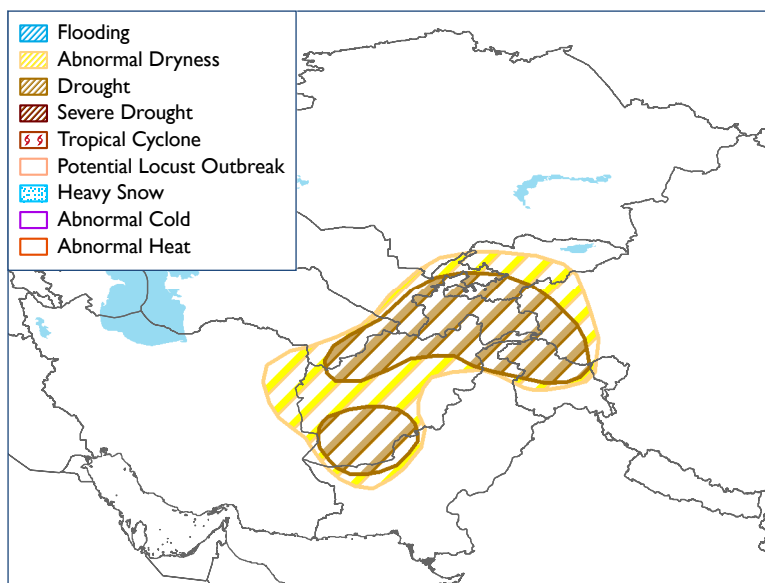 Flooding
Abnormal Dryness
Drought
Severe Drought
Tropical Cyclone
Potential Locust Outbreak
Heavy Snow
Abnormal Cold
Abnormal Heat